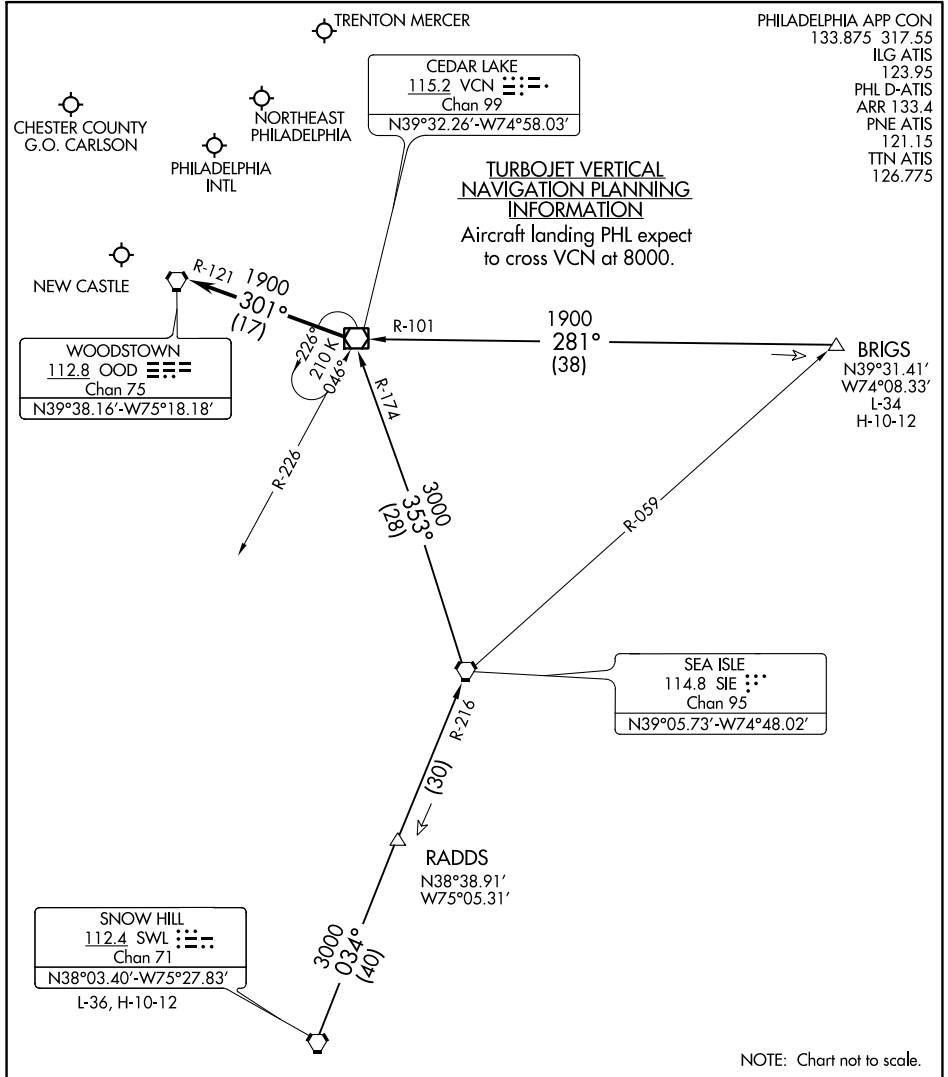 TRENTON MERCER
PHILADELPHIA APP CON
133.875 317.55
ILG ATIS
123.95
PHL D-ATIS
ARR 133.4
PNE ATIS
121.15
TTN ATIS
126.775
CEDAR LAKE
115.2 VCN
Chan 99
N39°32.26'-W74°58.03'
CHESTER COUNTY
G.O. CARLSON
NORTHEAST
PHILADELPHIA
PHILADELPHIA
INTL
TURBOJET VERTICAL
NAVIGATION PLANNING
INFORMATION
Aircraft landing PHL expect
to cross VCN at 8000.
NEW CASTLE
R-121
1900
301°
(17)
WOODSTOWN
112.8 OOD
Chan 75
N39°38.16'-W75°18.18'
226°
210 K
046°
R-226
R-101
1900
281°
(38)
BRIGS
N39°31.41'
W74°08.33'
L-34
H-10-12
R-174
3000
353°
(28)
R-059
SEA ISLE
114.8 SIE
Chan 95
N39°05.73'-W74°48.02'
R-216
(30)
RADDS
N38°38.91'
W75°05.31'
SNOW HILL
112.4 SWL
Chan 71
N38°03.40'-W75°27.83'
L-36, H-10-12
3000
034°
(40)
NOTE: Chart not to scale.